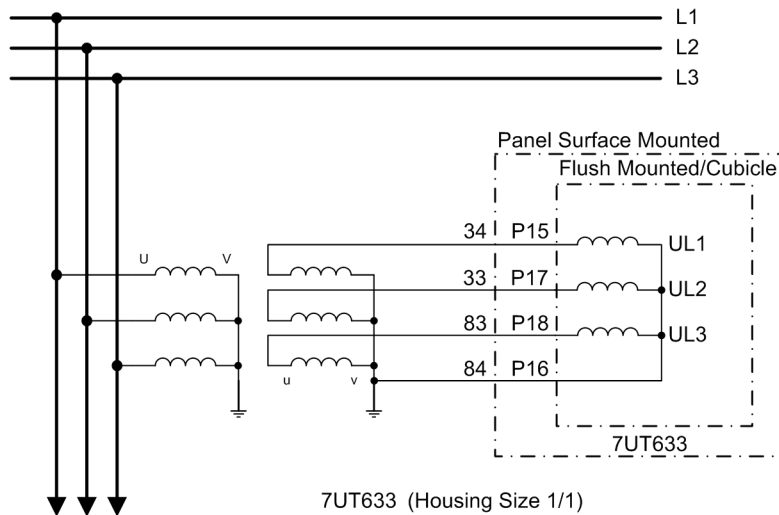 L1
L2
L3
Panel Surface Mounted
Flush Mounted/Cubicle
34 P15 UL1
U V
33 P17 UL2
83 P18 UL3
84 P16
u v
7UT633
7UT633 (Housing Size 1/1)